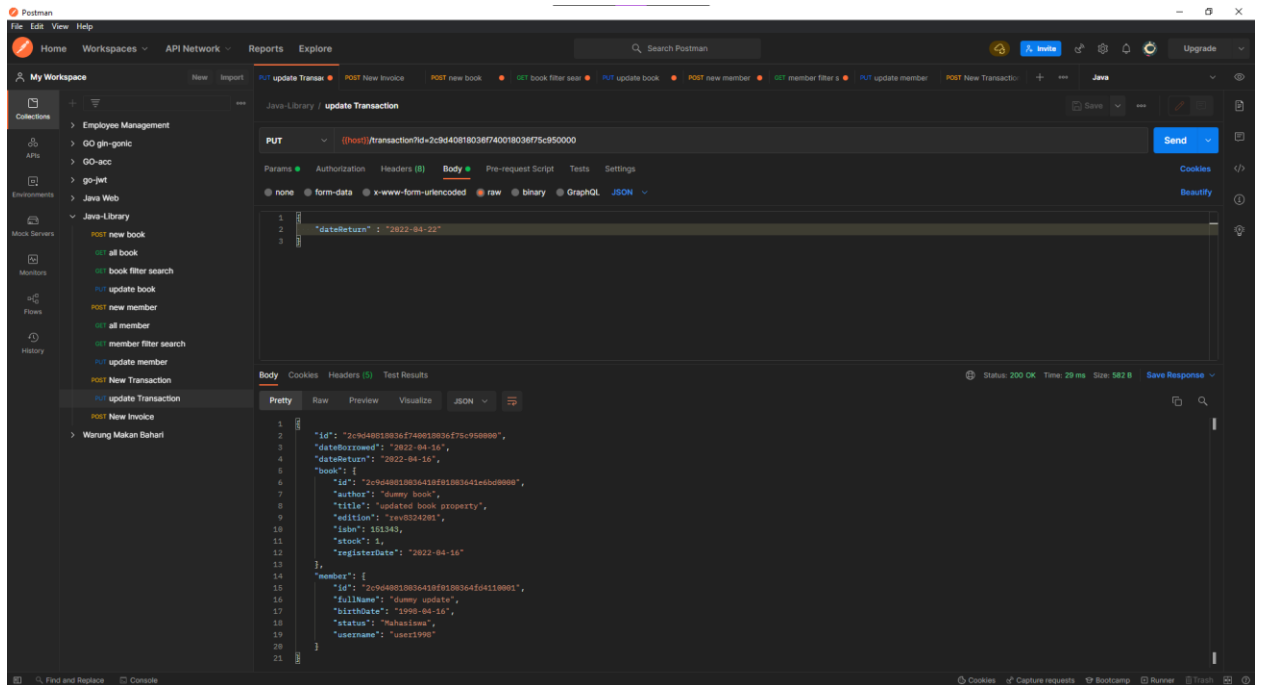 Postman
File Edit View Help
Home Workspaces API Network Reports Explore Search Postman Invite Upgrade
My Workspace New Import PUT update Transac POST New Invoice POST new book GET book filter sear PUT update book POST new member GET member filter s PUT update member POST New Transactio Java
Collections
APIs
Environments
Mock Servers
Monitors
Flows
History
Employee Management
GO gin-gonic
GO-acc
go-jwt
Java Web
Java-Library
POST new book
GET all book
GET book filter search
PUT update book
POST new member
GET all member
GET member filter search
PUT update member
POST New Transaction
PUT update Transaction
POST New Invoice
Warung Makan Bahari
Java-Library / update Transaction Save
PUT {{host}}/transaction?id=2c9d40818036f740018036f75c950000 Send
Params Authorization Headers (8) Body Pre-request Script Tests Settings Cookies
none form-data x-www-form-urlencoded raw binary GraphQL JSON Beautify
1 {
2 "dateReturn" : "2022-04-22"
3 }
Body Cookies Headers (5) Test Results Status: 200 OK Time: 29 ms Size: 582 B Save Response
Pretty Raw Preview Visualize JSON
1 {
2 "id": "2c9d40818036f740018036f75c950000",
3 "dateBorrowed": "2022-04-16",
4 "dateReturn": "2022-04-16",
5 "book": {
6 "id": "2c9d40818036410f01803641e6bd0000",
7 "author": "dummy book",
8 "title": "updated book property",
9 "edition": "rev8324201",
10 "isbn": 151343,
11 "stock": 1,
12 "registerDate": "2022-04-16"
13 },
14 "member": {
15 "id": "2c9d40818036410f0180364fd4110001",
16 "fullName": "dummy update",
17 "birthDate": "1998-04-16",
18 "status": "Mahasiswa",
19 "username": "user1998"
20 }
21 }
Find and Replace Console Cookies Capture requests Bootcamp Runner Trash